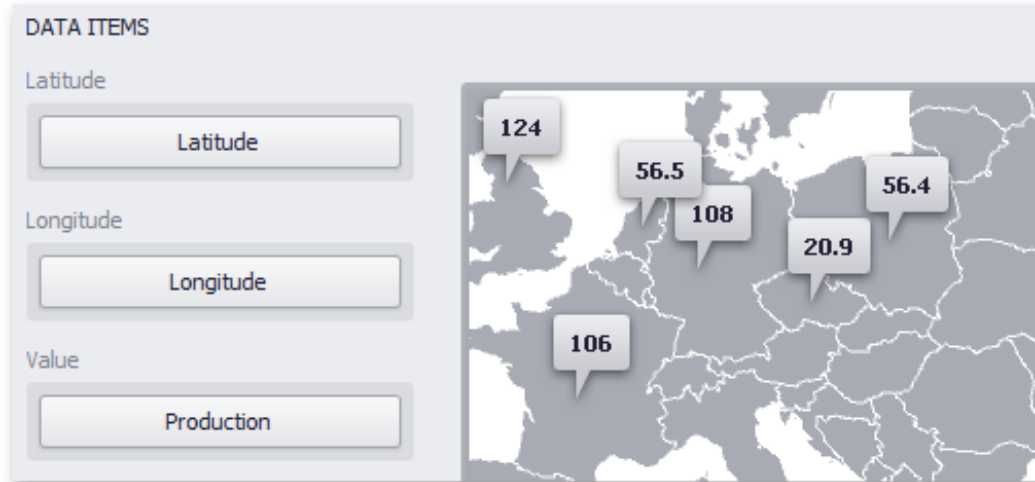 DATA ITEMS
Latitude
Latitude
Longitude
Longitude
Value
Production
124
56.5
56.4
108
20.9
106